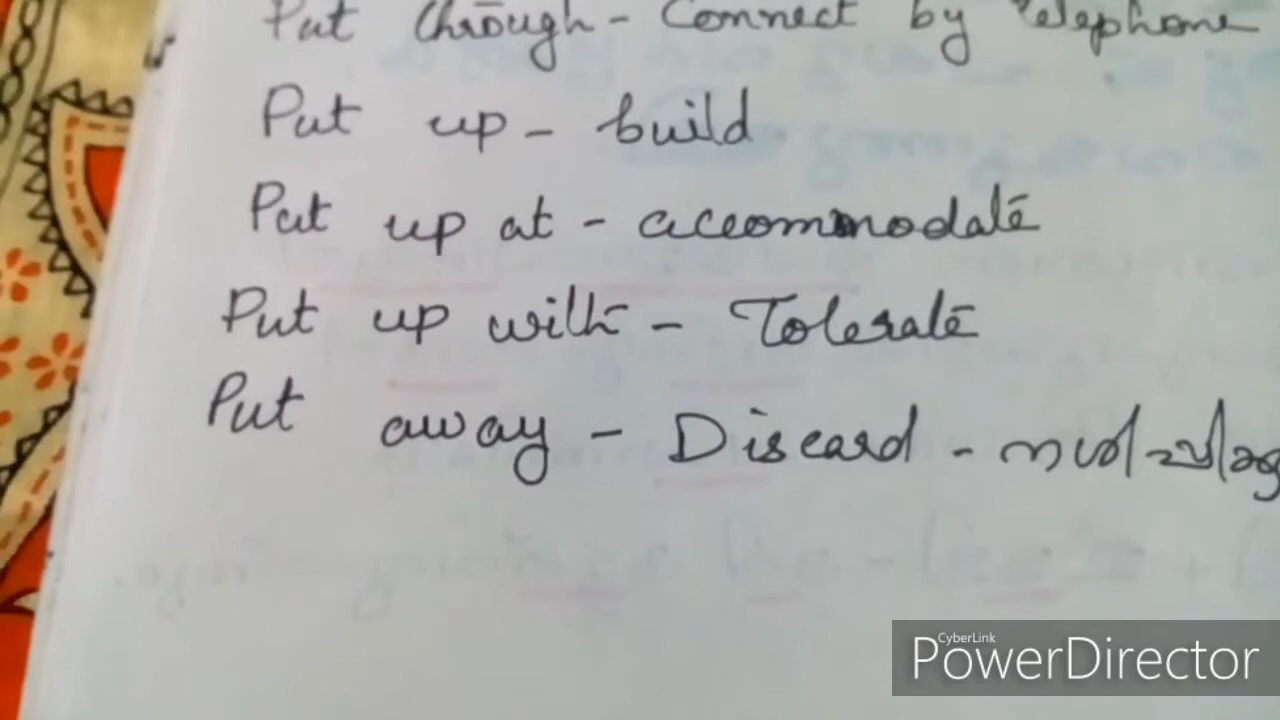 Put through - Connect by Telephone
Put up - build
Put up at - accommodate
Put up with - Tolerate
Put away - Discard -
CyberLink
PowerDirector